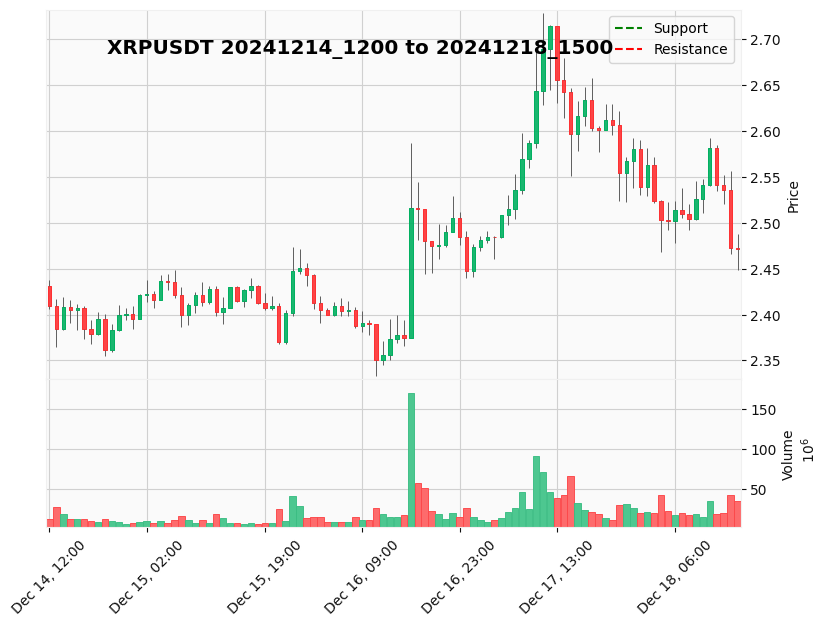 XRPUSDT 20241214_1200 to 20241218_1500
Support
Resistance
2.70
2.65
2.60
2.55
2.50
2.45
2.40
2.35
Price
150
100
50
Volume
10^6
Dec 14, 12:00
Dec 15, 02:00
Dec 15, 19:00
Dec 16, 09:00
Dec 16, 23:00
Dec 17, 13:00
Dec 18, 06:00